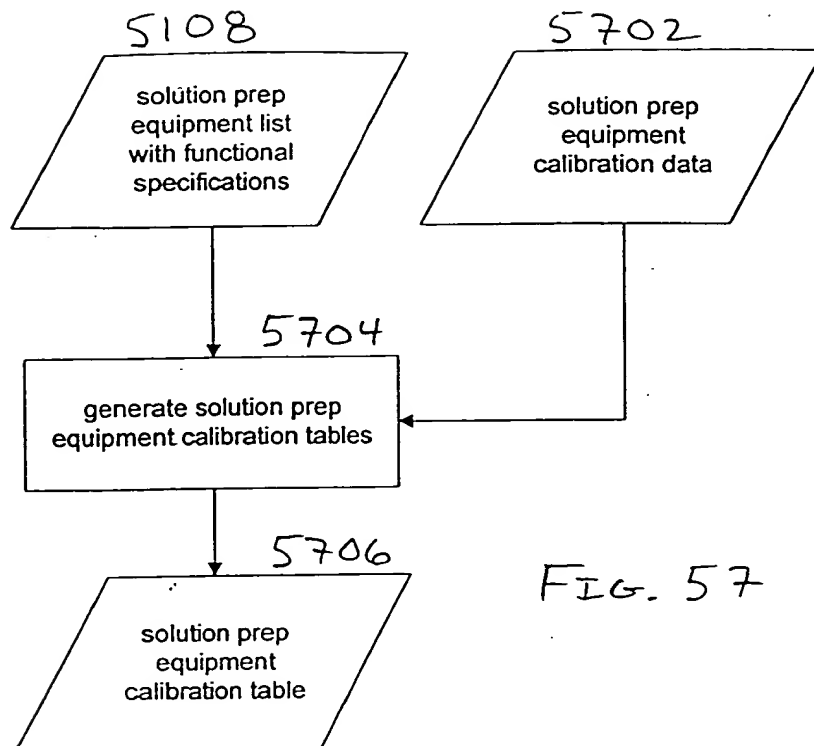 5108
5702
solution prep
equipment list
with functional
specifications
solution prep
equipment
calibration data
5704
generate solution prep
equipment calibration tables
5706
solution prep
equipment
calibration table
FIG. 57